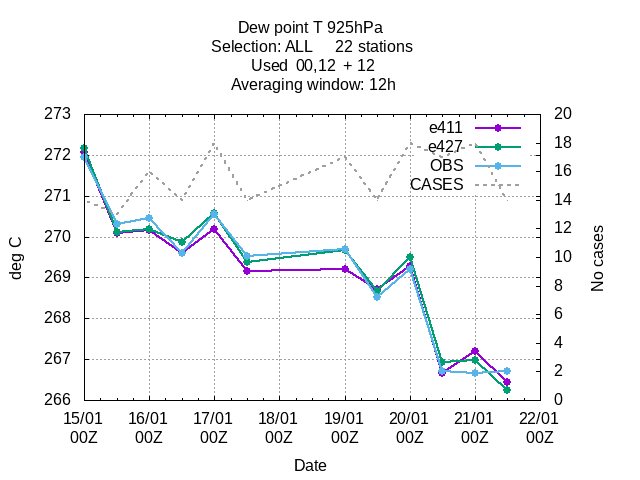 Dew point T 925hPa
Selection: ALL 22 stations
Used 00,12 + 12
Averaging window: 12h
273 20
e411
18
e427
272
OBS 16
CASES
271 14
270 12
10
269
8
268 6
4
267
2
266 0
deg C
No cases
15/01 16/01 17/01 18/01 19/01 20/01 21/01 22/01
00Z 00Z 00Z 00Z 00Z 00Z 00Z 00Z
Date